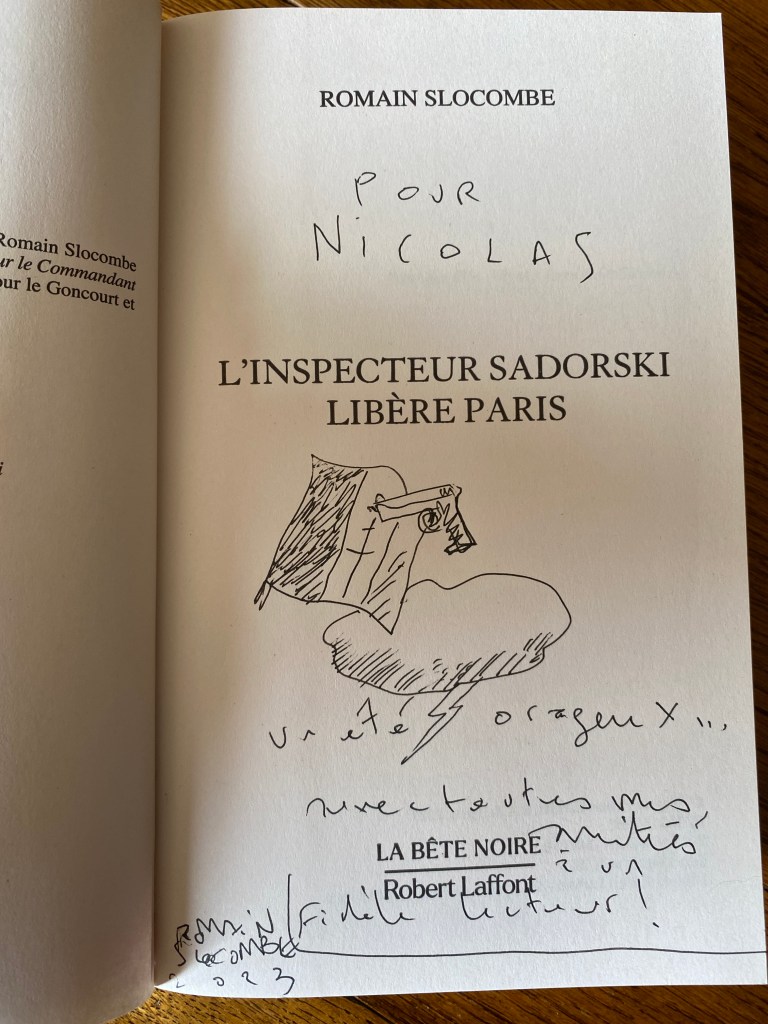 Romain Slocombe
ur le Commandant
our le Goncourt et
i
ROMAIN SLOCOMBE
POUR
NICOLAS
L'INSPECTEUR SADORSKI
LIBÈRE PARIS
un été orageux...
avec toutes mes
amitiés
à un
fidèle lecteur!
LA BÊTE NOIRE
Robert Laffont
ROMAIN
SLOCOMBE
2023